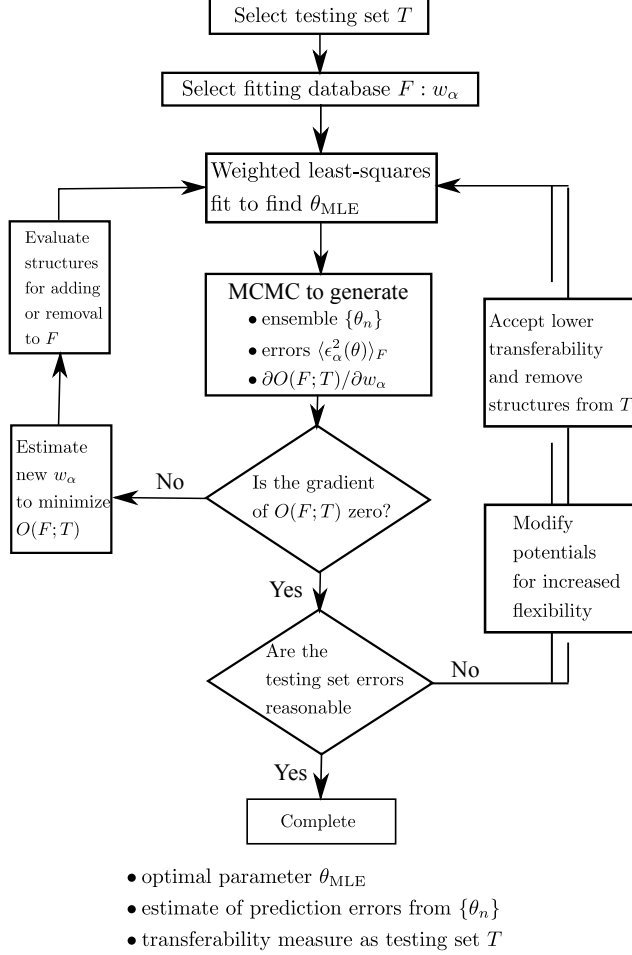 Select testing set T
Select fitting database F : w_α
Weighted least-squares
fit to find θ_MLE
Evaluate
structures
for adding
or removal
to F
MCMC to generate
• ensemble {θ_n}
• errors ⟨ϵ²_α(θ)⟩_F
• ∂O(F; T)/∂w_α
Accept lower
transferability
and remove
structures from T
Estimate
new w_α
to minimize
O(F; T)
No
Is the gradient
of O(F; T) zero?
Modify
potentials
for increased
flexibility
Yes
Are the
testing set errors
reasonable
No
Yes
Complete
• optimal parameter θ_MLE
• estimate of prediction errors from {θ_n}
• transferability measure as testing set T